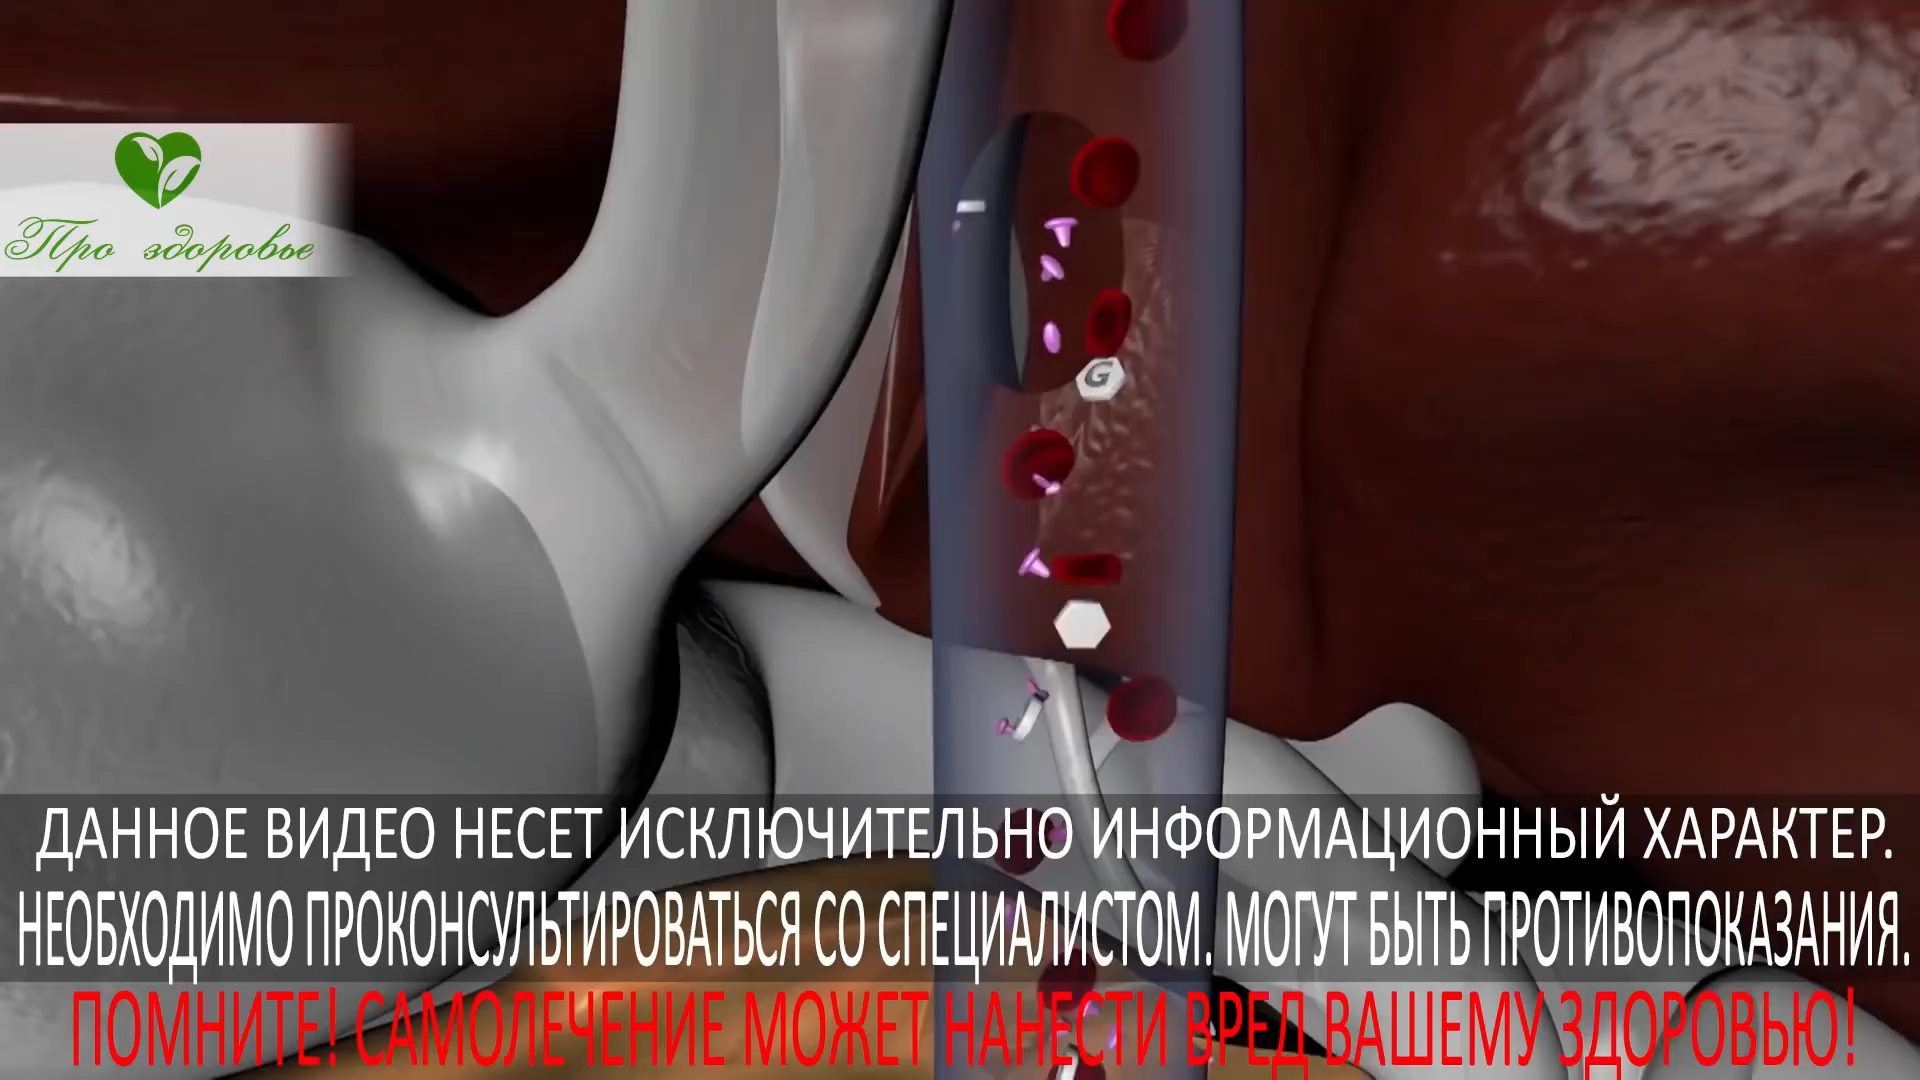 Про здоровье
G
ДАННОЕ ВИДЕО НЕСЕТ ИСКЛЮЧИТЕЛЬНО ИНФОРМАЦИОННЫЙ ХАРАКТЕР.
НЕОБХОДИМО ПРОКОНСУЛЬТИРОВАТЬСЯ СО СПЕЦИАЛИСТОМ. МОГУТ БЫТЬ ПРОТИВОПОКАЗАНИЯ.
ПОМНИТЕ! САМОЛЕЧЕНИЕ МОЖЕТ НАНЕСТИ ВРЕД ВАШЕМУ ЗДОРОВЬЮ!